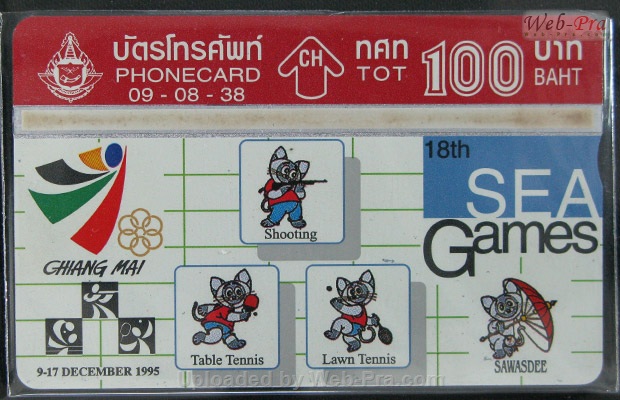 บัตรโทรศัพท์
PHONECARD
09 - 08 - 38
CH
ทศท
TOT
100
บาท
BAHT
Web-Pra
18th
SEA
Games
Shooting
CHIANG MAI
Table Tennis
Lawn Tennis
SAWASDEE
9-17 DECEMBER 1995
Uploaded by Web-Pra.com